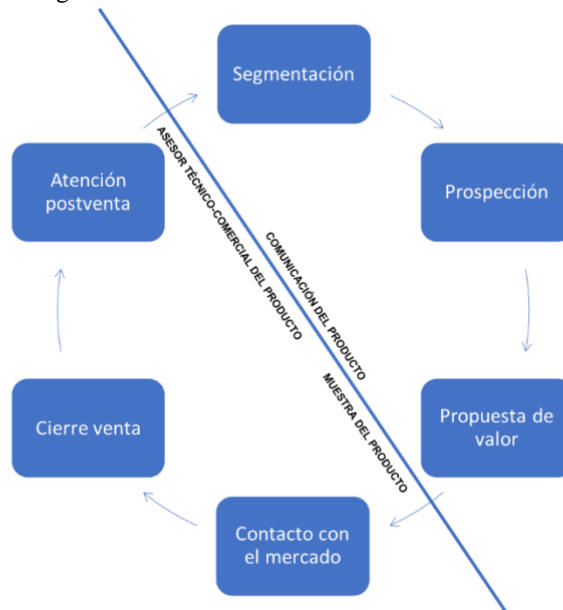 Segmentación
Prospección
Propuesta de
valor
Contacto con
el mercado
Cierre venta
Atención
postventa
ASESOR TÉCNICO-COMERCIAL DEL PRODUCTO
COMUNICACIÓN DEL PRODUCTO
MUESTRA DEL PRODUCTO